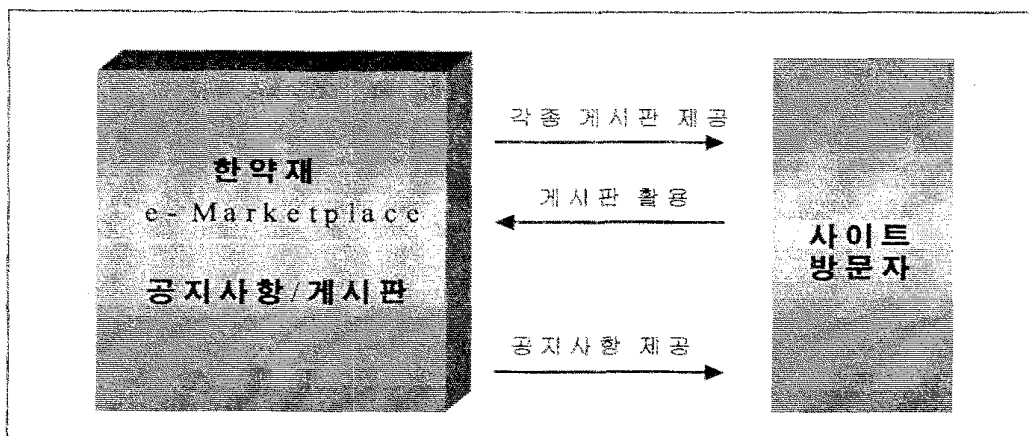 한약재
e-Marketplace
공지사항/게시판
각종 게시판 제공
게시판 활용
공지사항 제공
사이트
방문자